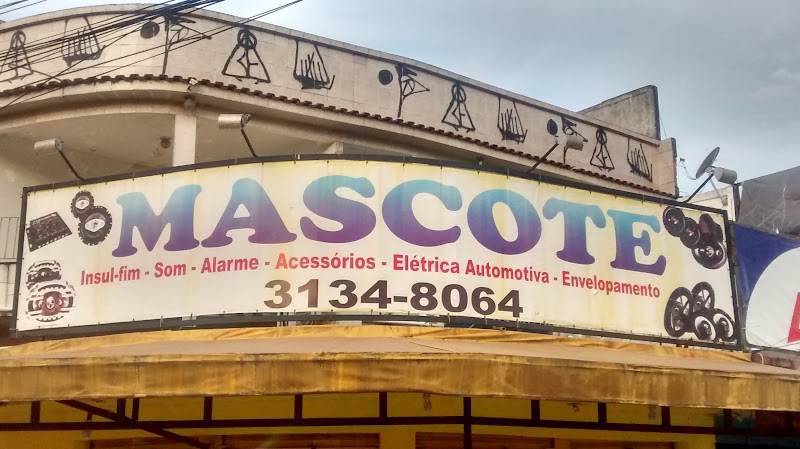 MASCOTE
Insul-fim - Som - Alarme - Acessórios - Elétrica Automotiva - Envelopamento
3134-8064